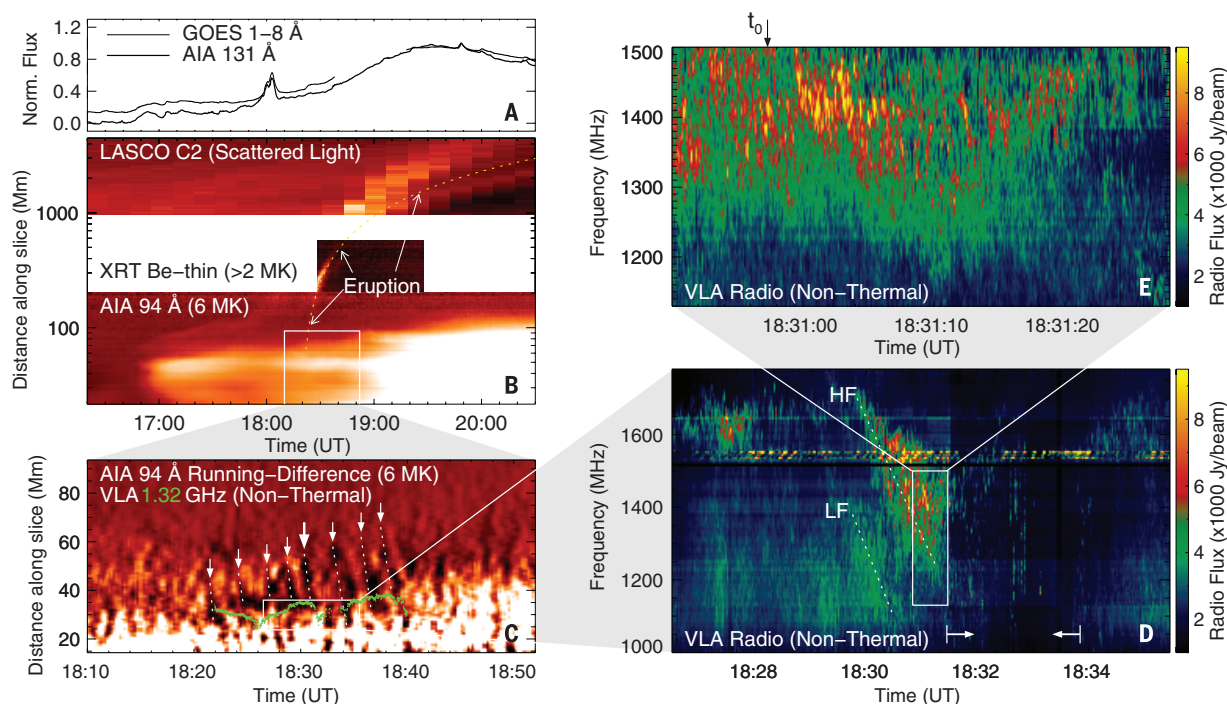 GOES 1−8 Å
AIA 131 Å
Norm. Flux
1.2
0.8
0.4
0.0
A
LASCO C2 (Scattered Light)
1000
XRT Be−thin (>2 MK)
Eruption
AIA 94 Å (6 MK)
100
B
Distance along slice (Mm)
17:00 18:00 19:00 20:00
Time (UT)
AIA 94 Å Running−Difference (6 MK)
VLA 1.32 GHz (Non−Thermal)
Distance along slice (Mm)
80
60
40
20
C
18:10 18:20 18:30 18:40 18:50
Time (UT)
t0
1500
1400
1300
1200
Frequency (MHz)
VLA Radio (Non−Thermal)
E
18:31:00 18:31:10 18:31:20
Time (UT)
8
6
4
2
Radio Flux (x1000 Jy/beam)
HF
LF
1600
1400
1200
1000
Frequency (MHz)
VLA Radio (Non−Thermal)
D
18:28 18:30 18:32 18:34
Time (UT)
8
6
4
2
Radio Flux (x1000 Jy/beam)